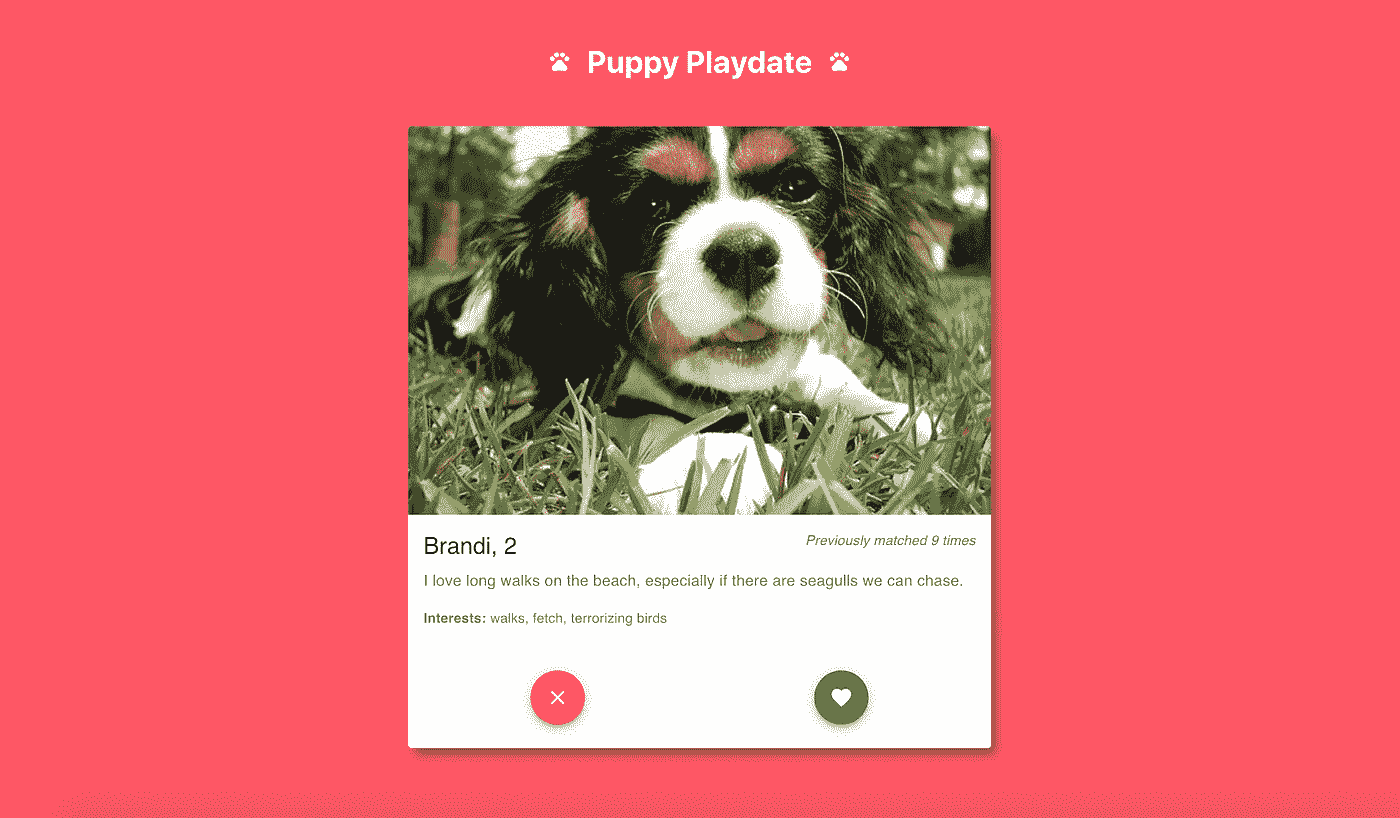 Puppy Playdate
Brandi, 2
Previously matched 9 times
I love long walks on the beach, especially if there are seagulls we can chase.
Interests: walks, fetch, terrorizing birds